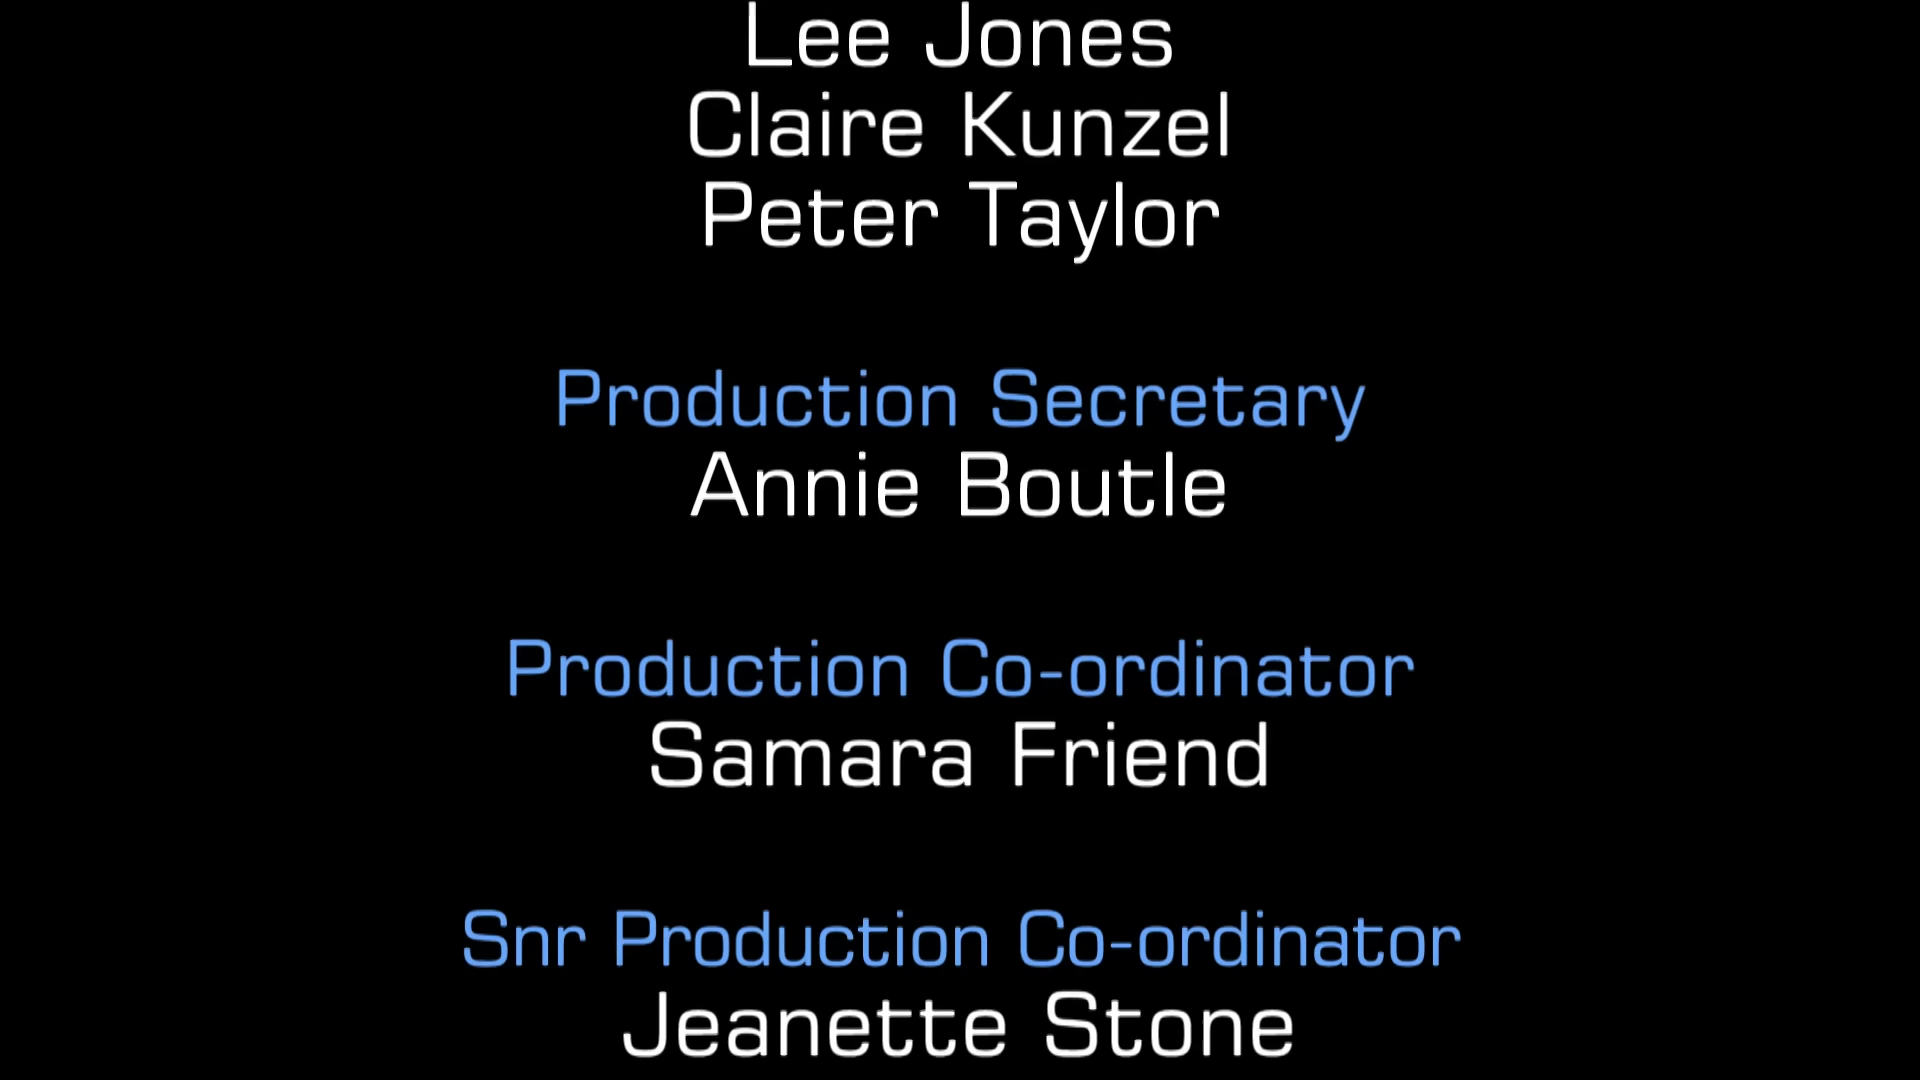 Lee Jones
Claire Kunzel
Peter Taylor
Production Secretary
Annie Boutle
Production Co-ordinator
Samara Friend
Snr Production Co-ordinator
Jeanette Stone